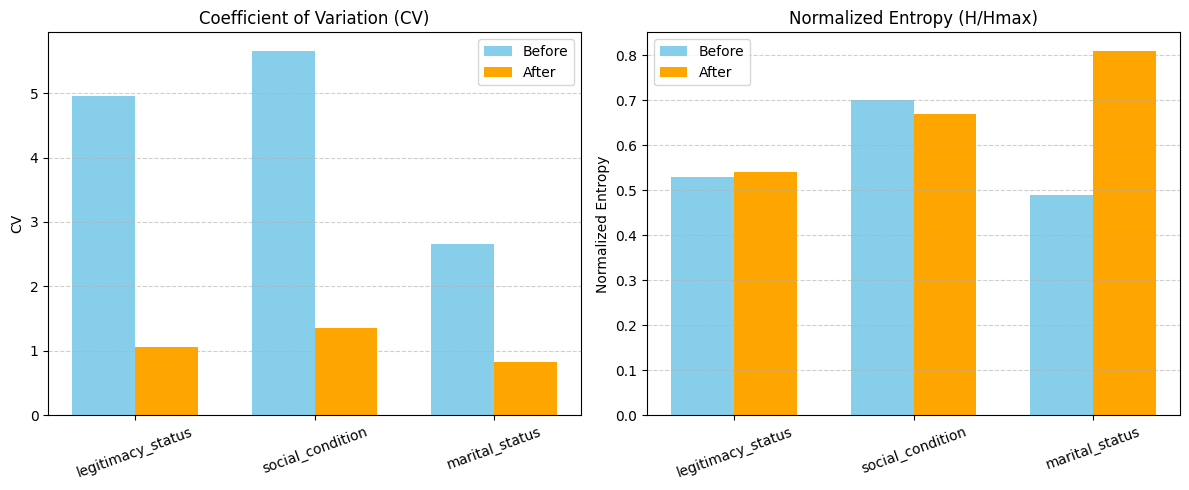 Coefficient of Variation (CV)
CV
5
4
3
2
1
0
Before
After
legitimacy_status
social_condition
marital_status
Normalized Entropy (H/Hmax)
Normalized Entropy
0.8
0.7
0.6
0.5
0.4
0.3
0.2
0.1
0.0
Before
After
legitimacy_status
social_condition
marital_status